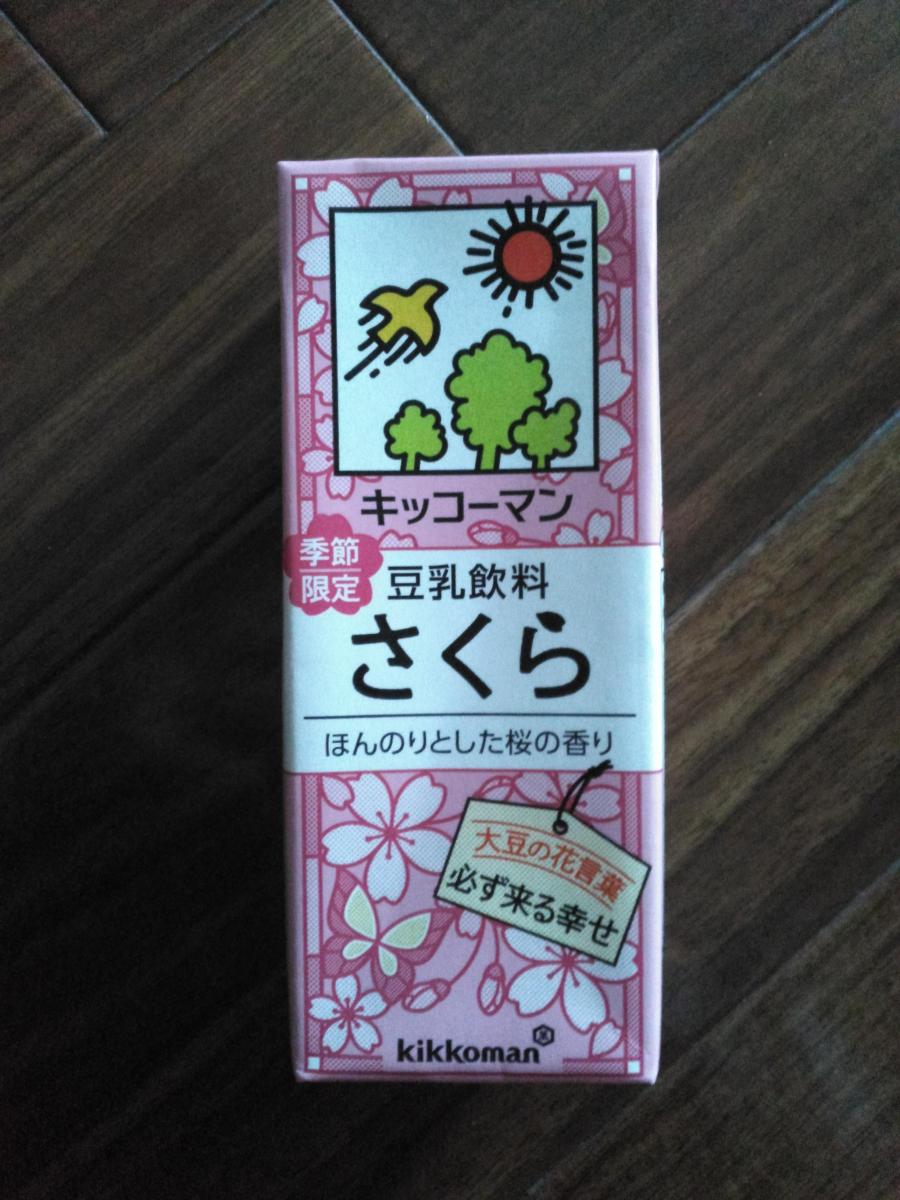 キッコーマン
季節
限定
豆乳飲料
さくら
ほんのりとした桜の香り
大豆の花言葉
必ず来る幸せ
kikkoman